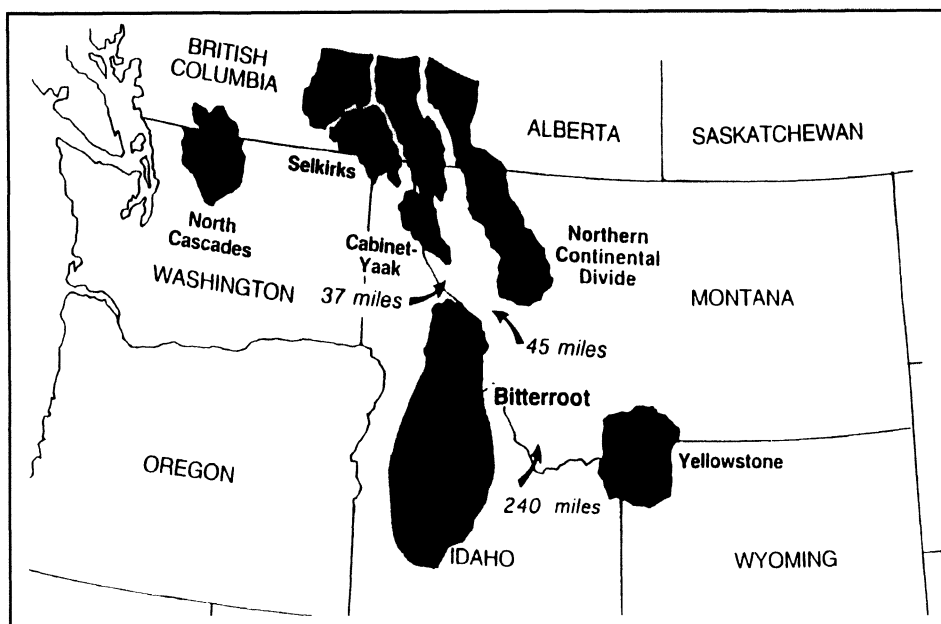 BRITISH
COLUMBIA
ALBERTA
SASKATCHEWAN
Selkirks
North
Cascades
Cabinet-
Yaak
Northern
Continental
Divide
WASHINGTON
37 miles
MONTANA
45 miles
Bitterroot
OREGON
Yellowstone
240 miles
IDAHO
WYOMING